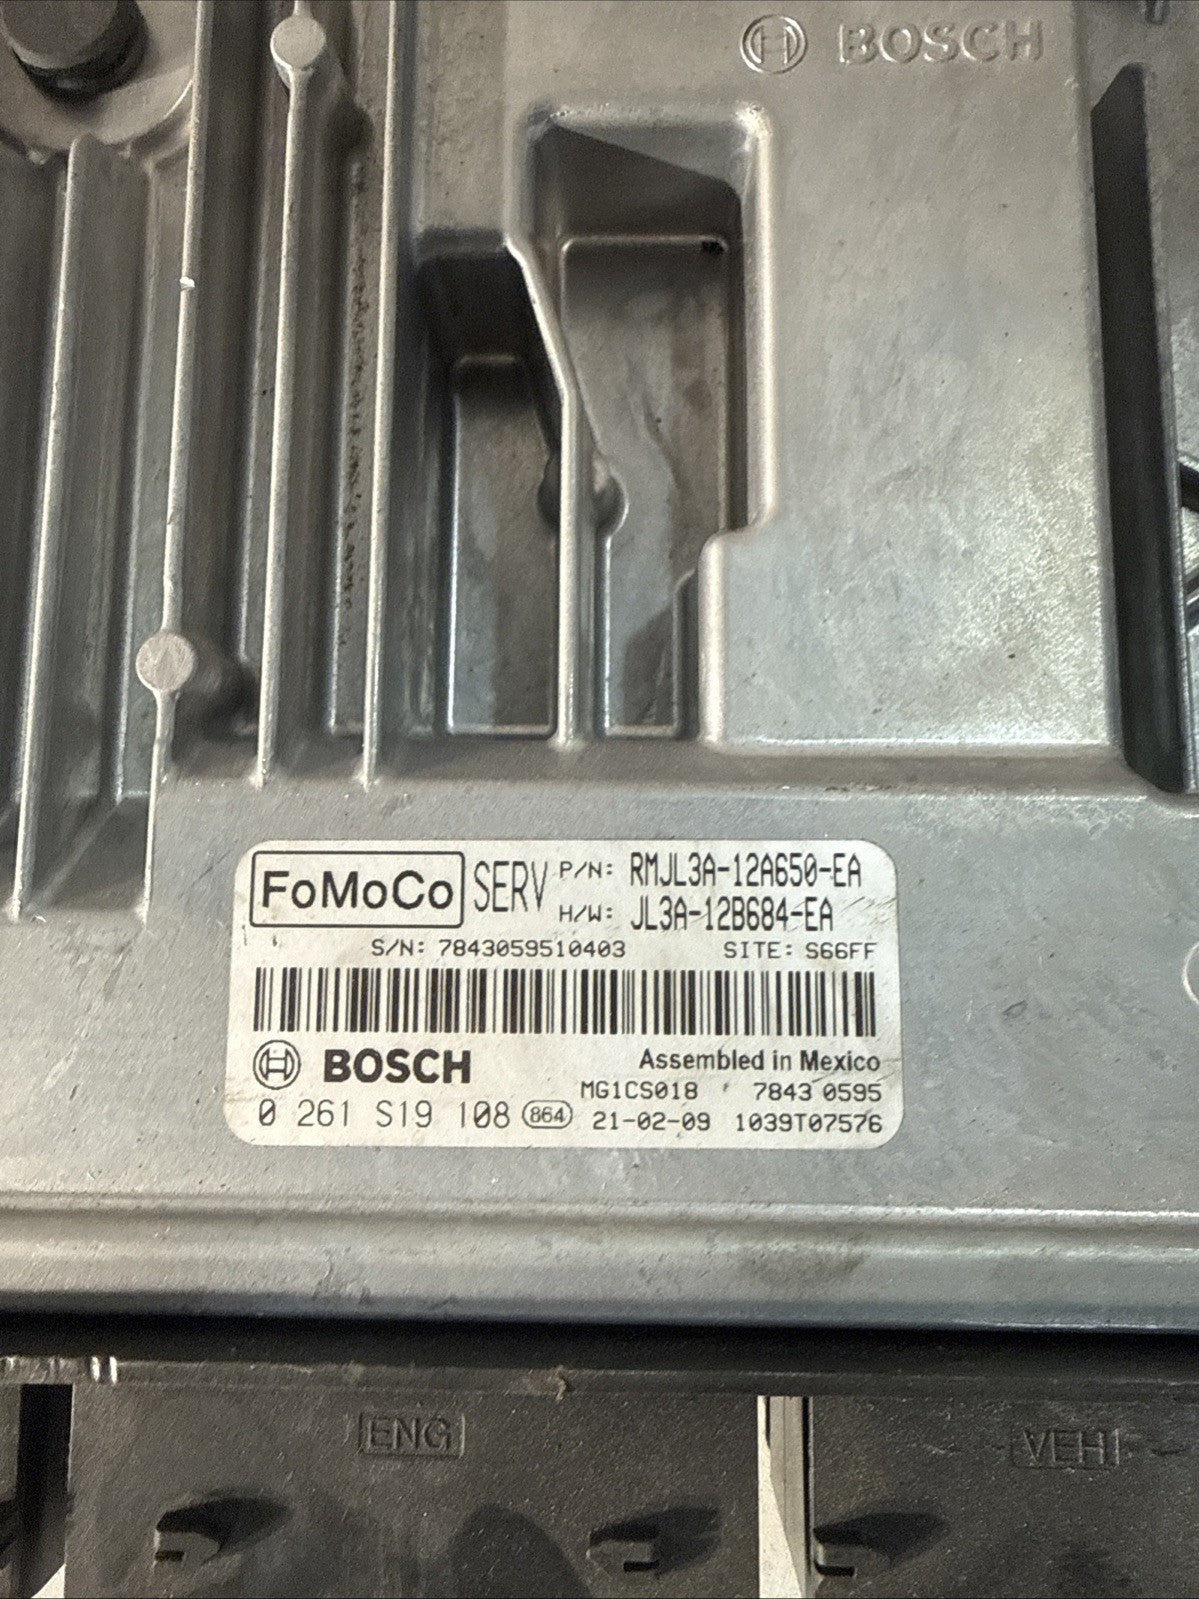 BOSCH
FoMoCo SERV P/N: RMJL3A-12A650-EA
H/W: JL3A-12B684-EA
S/N: 7843059510403 SITE: S66FF
BOSCH Assembled in Mexico
MG1CS018 7843 0595
0 261 S19 108 864 21-02-09 1039T07576
ENG VEHI